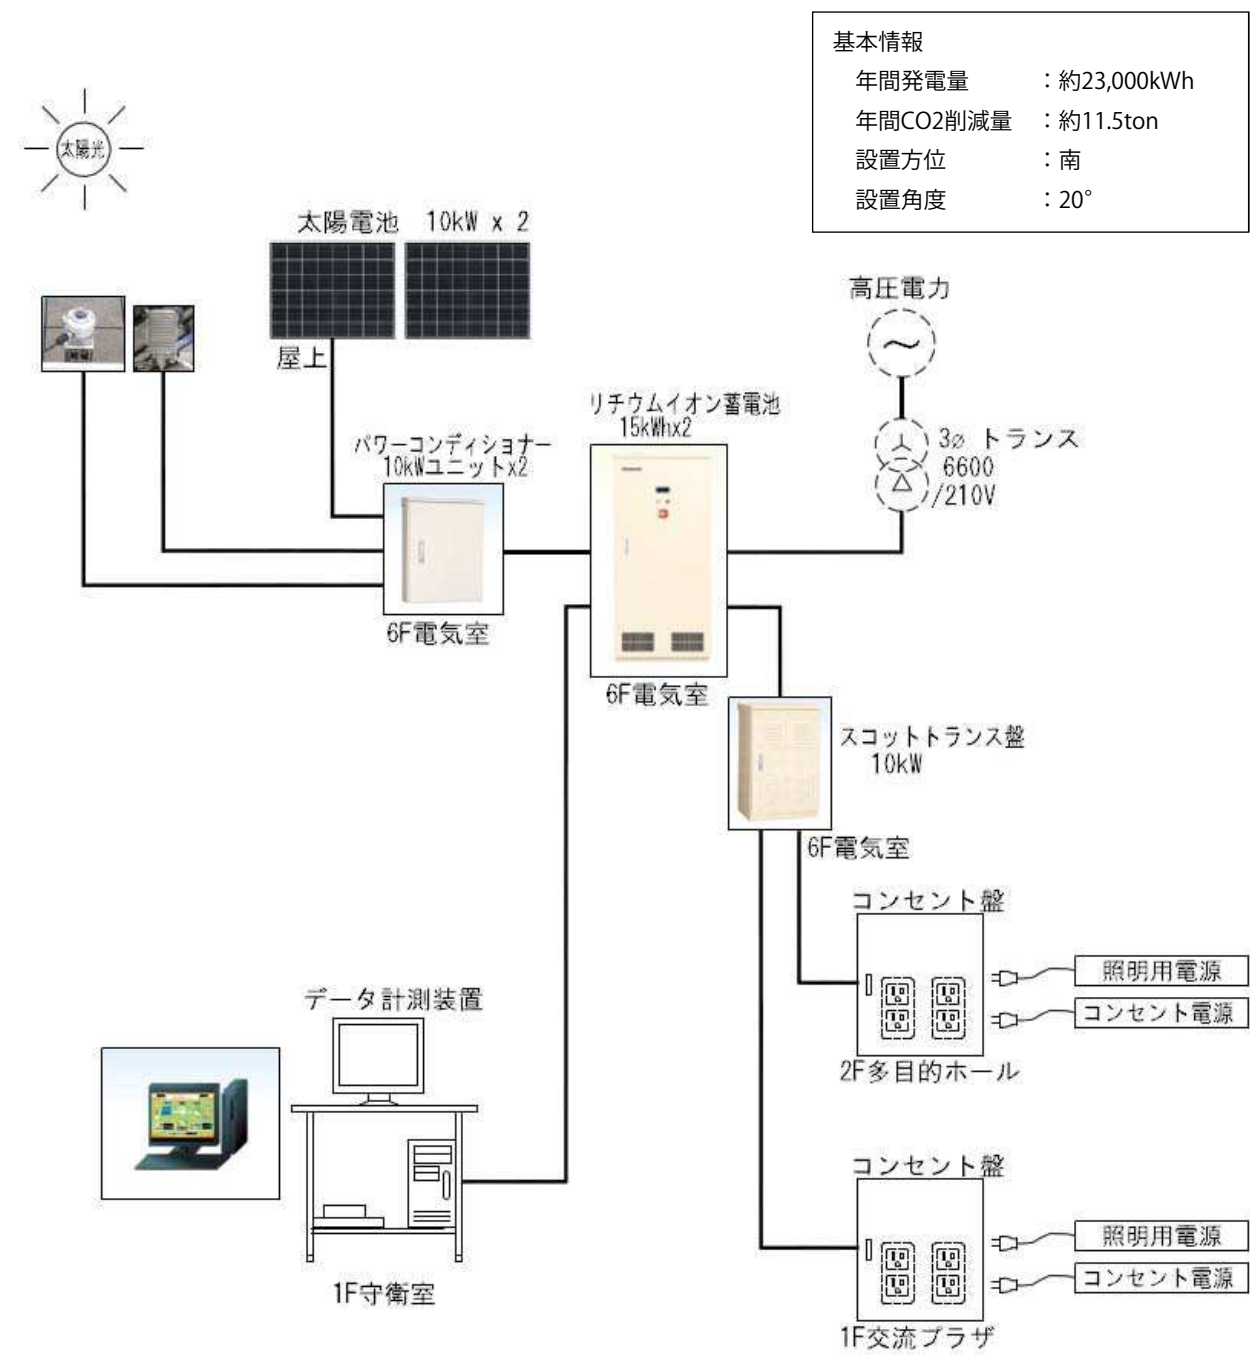 基本情報
年間発電量 ：約23,000kWh
年間CO2削減量 ：約11.5ton
設置方位 ：南
設置角度 ：20°
太陽光
太陽電池 10kW x 2
屋上
高圧電力
3ø トランス
6600
/210V
リチウムイオン蓄電池
15kWhx2
パワーコンディショナー
10kWユニットx2
6F電気室
6F電気室
スコットトランス盤
10kW
6F電気室
コンセント盤
照明用電源
コンセント電源
2F多目的ホール
データ計測装置
1F守衛室
コンセント盤
照明用電源
コンセント電源
1F交流プラザ